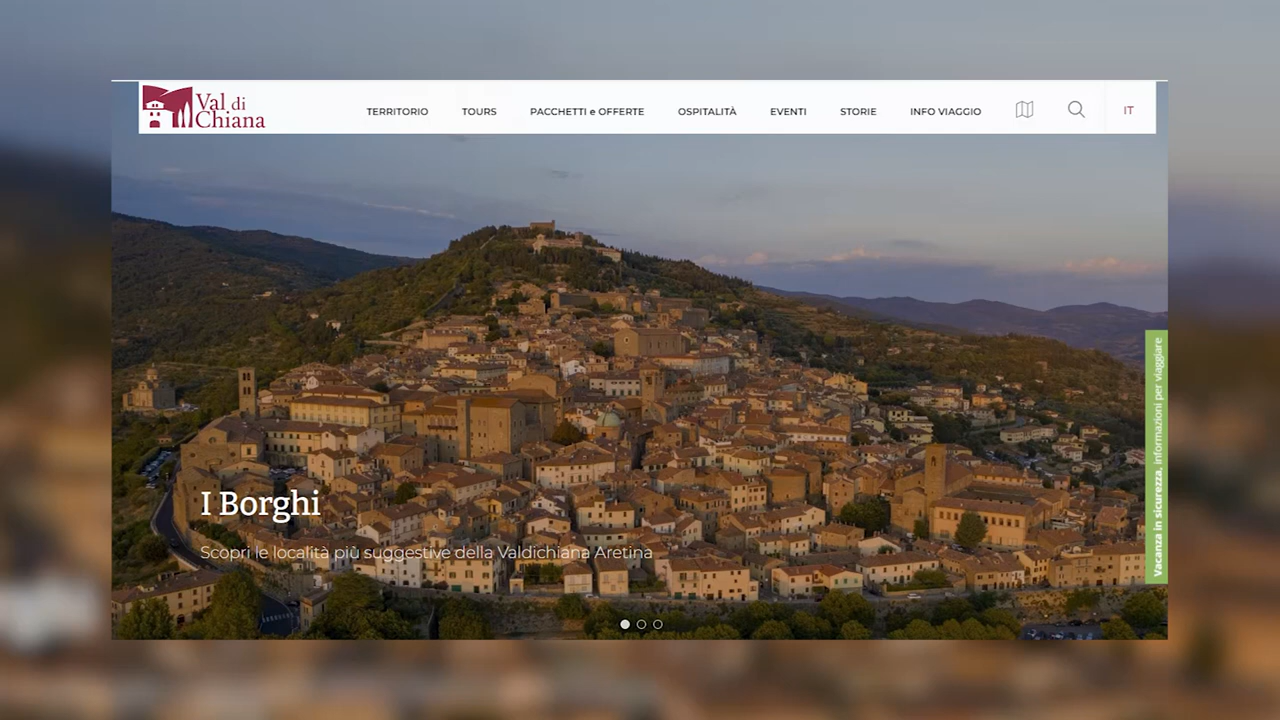 Val di
Chiana
TERRITORIO
TOURS
PACCHETTI e OFFERTE
OSPITALITÀ
EVENTI
STORIE
INFO VIAGGIO
IT
Vacanza in sicurezza, informazioni per viaggiare
I Borghi
Scopri le località più suggestive della Valdichiana Aretina